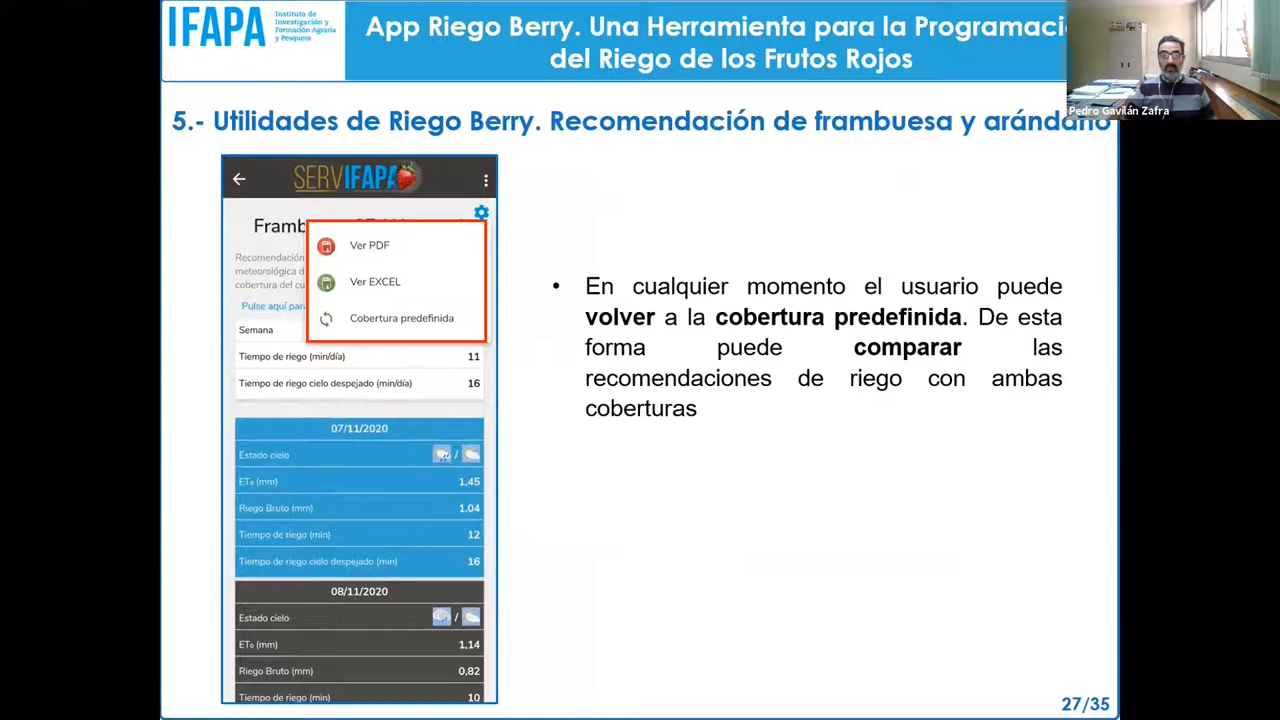 IFAPA
Instituto de
Investigación y
Formación Agraria
y Pesquera
App Riego Berry. Una Herramienta para la
del Riego de los Frutos Rojos
Pedro Gavilán Zafra
5.- Utilidades de Riego Berry. Recomendación de frambuesa y arándano
SERVIFAPA
Ver PDF
Ver EXCEL
Cobertura predefinida
Recomendación
meteorológica
cobertura del
Pulse aquí
Semana
Tiempo de riego (min/día) 11
Tiempo de riego cielo despejado (min/día) 16
07/11/2020
Estado cielo /
ET₀ (mm) 1,45
Riego Bruto (mm) 1.04
Tiempo de riego (min) 12
Tiempo de riego cielo despejado (min) 16
08/11/2020
Estado cielo /
ET₀ (mm) 1,14
Riego Bruto (mm) 0,82
Tiempo de riego (min) 10
• En cualquier momento el usuario puede
volver a la cobertura predefinida. De esta
forma puede comparar las
recomendaciones de riego con ambas
coberturas
27/35